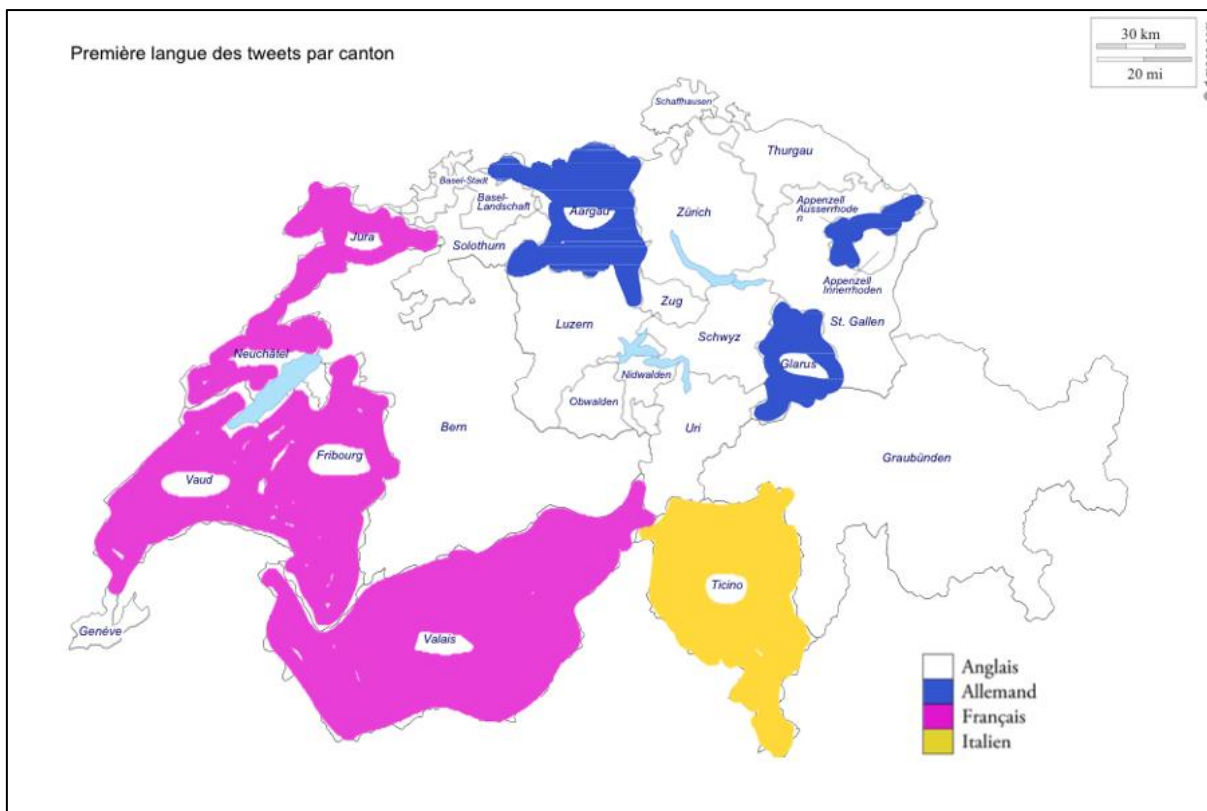 30 km
20 mi
Première langue des tweets par canton
Schaffhausen
Thurgau
Basel-Stadt
Basel-
Landschaft
Aargau
Zürich
Appenzell
Ausserrhode
n
Jura
Solothurn
Appenzell
Innerrhoden
Zug
Luzern
Schwyz
St. Gallen
Neuchâtel
Glarus
Nidwalden
Obwalden
Bern
Uri
Fribourg
Graubünden
Vaud
Ticino
Genève
Valais
Anglais
Allemand
Français
Italien